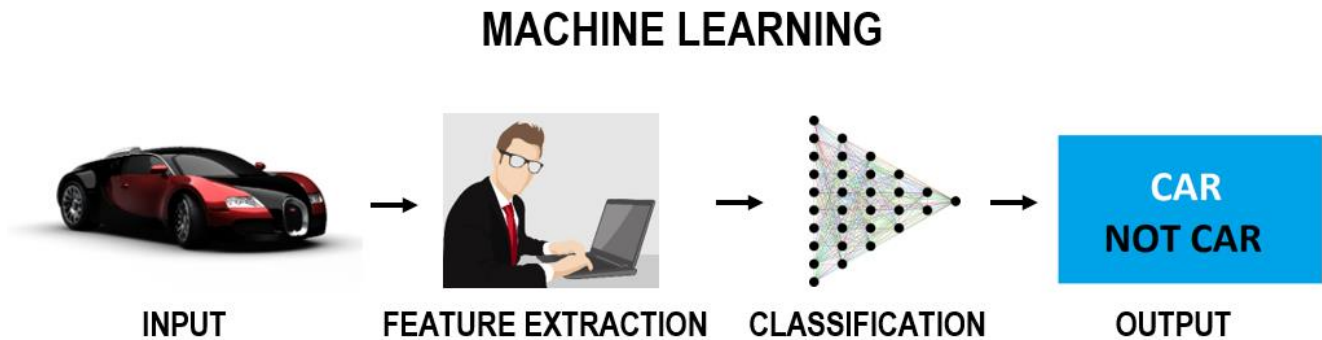 MACHINE LEARNING
CAR
NOT CAR
INPUT
FEATURE EXTRACTION
CLASSIFICATION
OUTPUT